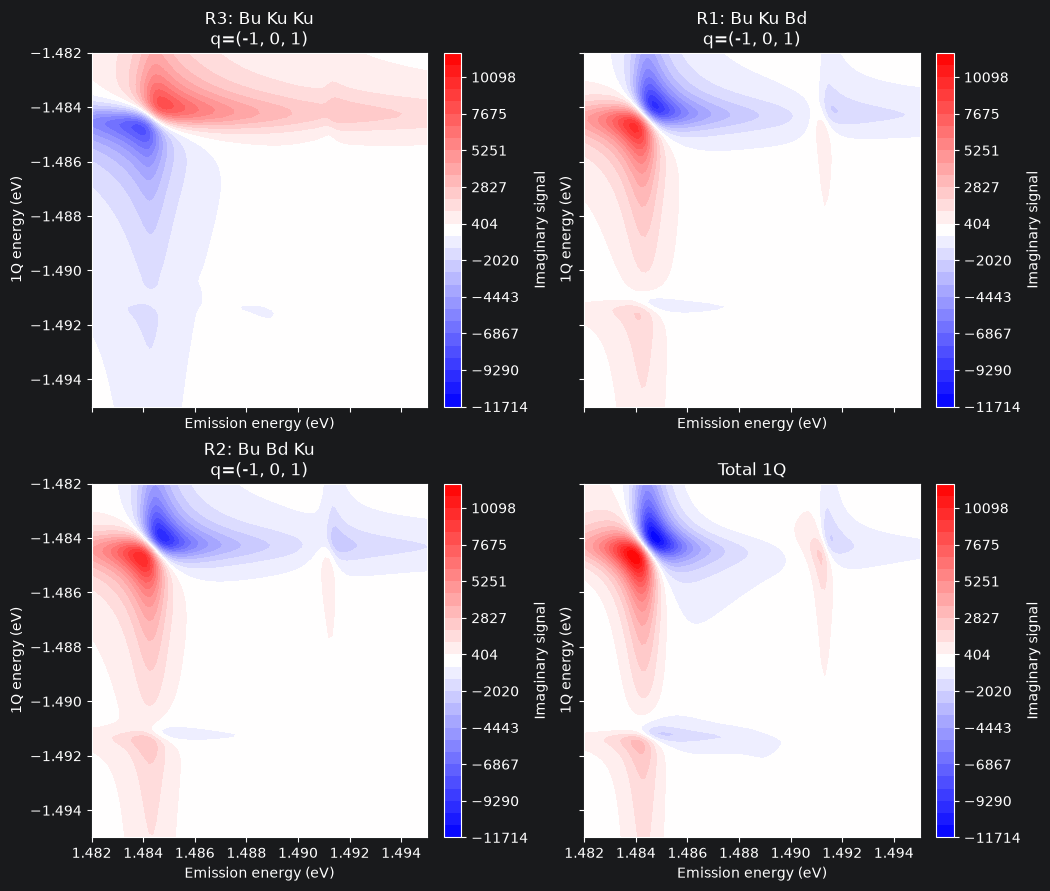 R3: Bu Ku Ku
q=(-1, 0, 1)
−1.482
−1.484
−1.486
−1.488
−1.490
−1.492
−1.494
1Q energy (eV)
Emission energy (eV)
10098
7675
5251
2827
404
−2020
−4443
−6867
−9290
−11714
Imaginary signal
R1: Bu Ku Bd
q=(-1, 0, 1)
1Q energy (eV)
Emission energy (eV)
10098
7675
5251
2827
404
−2020
−4443
−6867
−9290
−11714
Imaginary signal
R2: Bu Bd Ku
q=(-1, 0, 1)
−1.482
−1.484
−1.486
−1.488
−1.490
−1.492
−1.494
1Q energy (eV)
1.482 1.484 1.486 1.488 1.490 1.492 1.494
Emission energy (eV)
10098
7675
5251
2827
404
−2020
−4443
−6867
−9290
−11714
Imaginary signal
Total 1Q
1Q energy (eV)
1.482 1.484 1.486 1.488 1.490 1.492 1.494
Emission energy (eV)
10098
7675
5251
2827
404
−2020
−4443
−6867
−9290
−11714
Imaginary signal